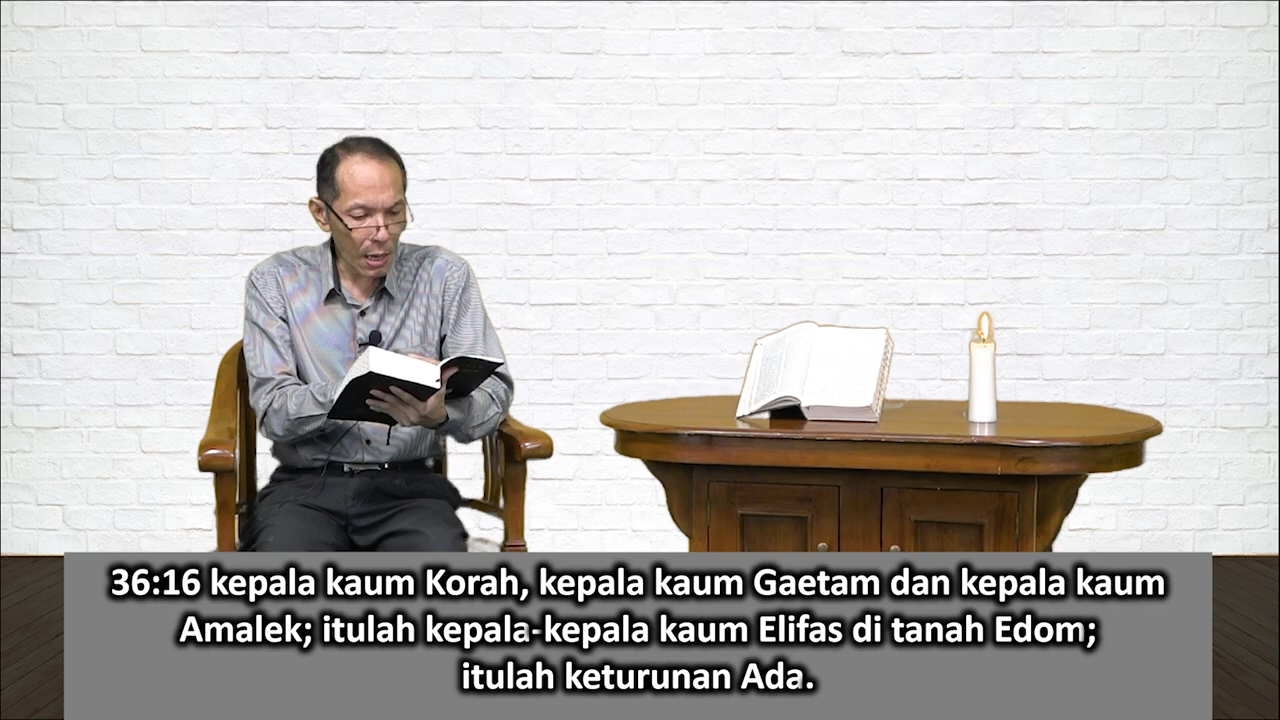 36:16 kepala kaum Korah, kepala kaum Gaetam dan kepala kaum
Amalek; itulah kepala-kepala kaum Elifas di tanah Edom;
itulah keturunan Ada.